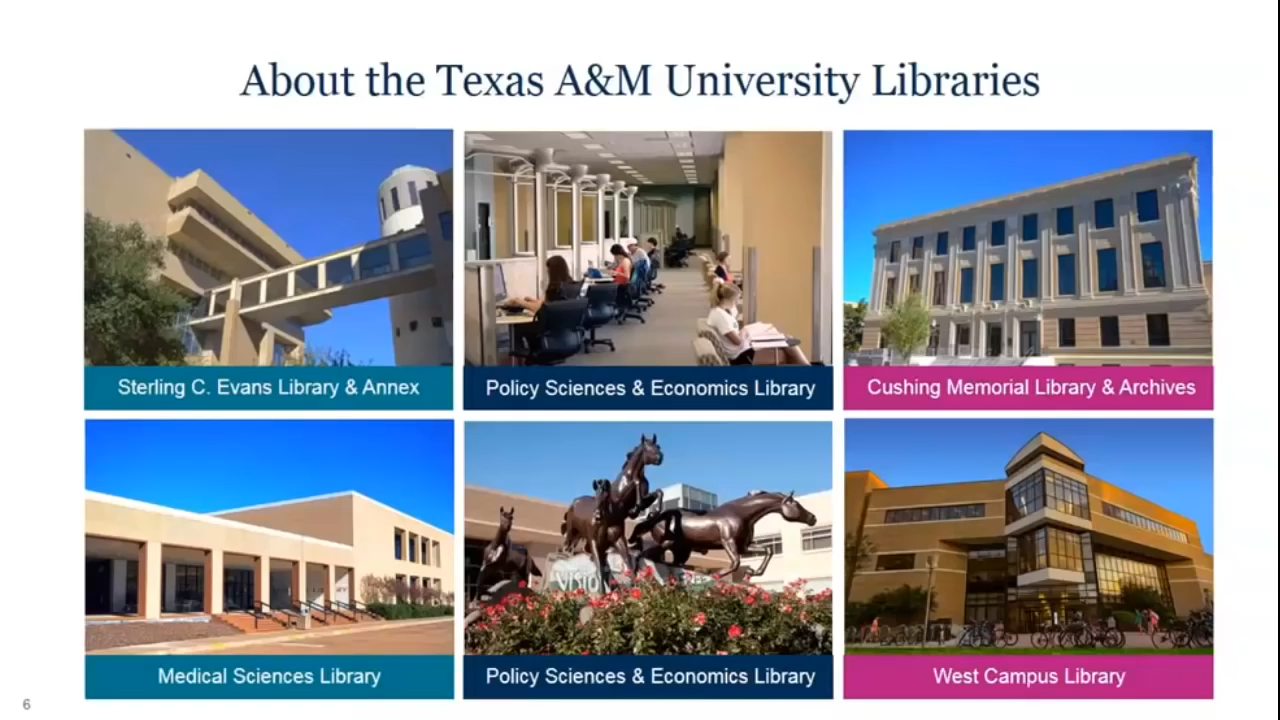 About the Texas A&M University Libraries
Sterling C. Evans Library & Annex
Policy Sciences & Economics Library
Cushing Memorial Library & Archives
VISIO
Medical Sciences Library
Policy Sciences & Economics Library
West Campus Library
6